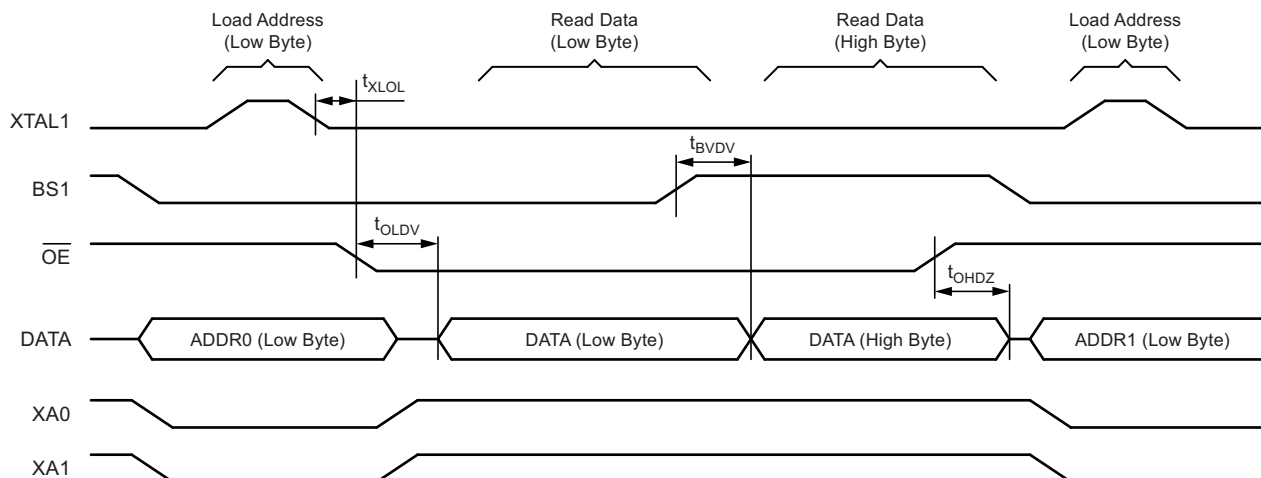 Load Address
(Low Byte)
Read Data
(Low Byte)
Read Data
(High Byte)
Load Address
(Low Byte)
tXLOL
XTAL1
tBVDV
BS1
tOLDV
OE
tOHDZ
DATA
ADDR0 (Low Byte)
DATA (Low Byte)
DATA (High Byte)
ADDR1 (Low Byte)
XA0
XA1